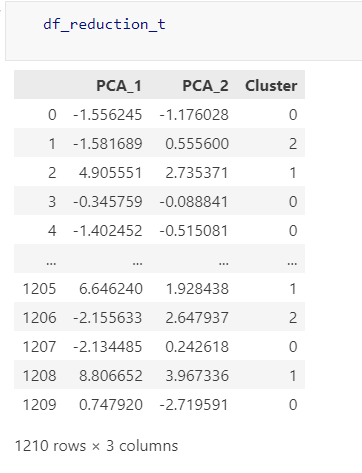 df_reduction_t
PCA_1 PCA_2 Cluster
0 -1.556245 -1.176028 0
1 -1.581689 0.555600 2
2 4.905551 2.735371 1
3 -0.345759 -0.088841 0
4 -1.402452 -0.515081 0
... ... ... ...
1205 6.646240 1.928438 1
1206 -2.155633 2.647937 2
1207 -2.134485 0.242618 0
1208 8.806652 3.967336 1
1209 0.747920 -2.719591 0
1210 rows × 3 columns